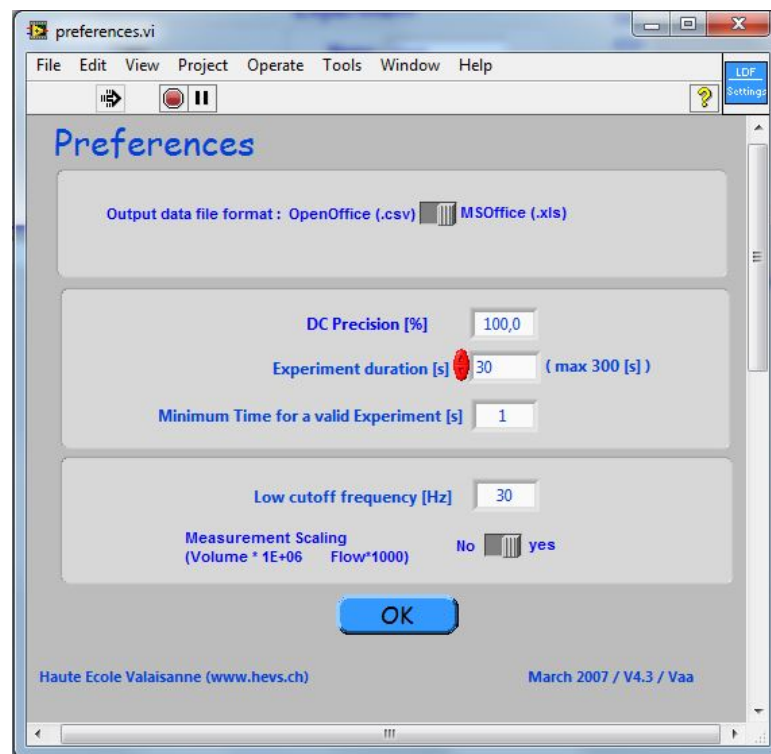 preferences.vi
File Edit View Project Operate Tools Window Help
LDF
Settings
Preferences
Output data file format : OpenOffice (.csv) MSOffice (.xls)
DC Precision [%] 100,0
Experiment duration [s] 30 ( max 300 [s] )
Minimum Time for a valid Experiment [s] 1
Low cutoff frequency [Hz] 30
Measurement Scaling
(Volume * 1E+06 Flow*1000) No yes
OK
Haute Ecole Valaisanne (www.hevs.ch) March 2007 / V4.3 / Vaa